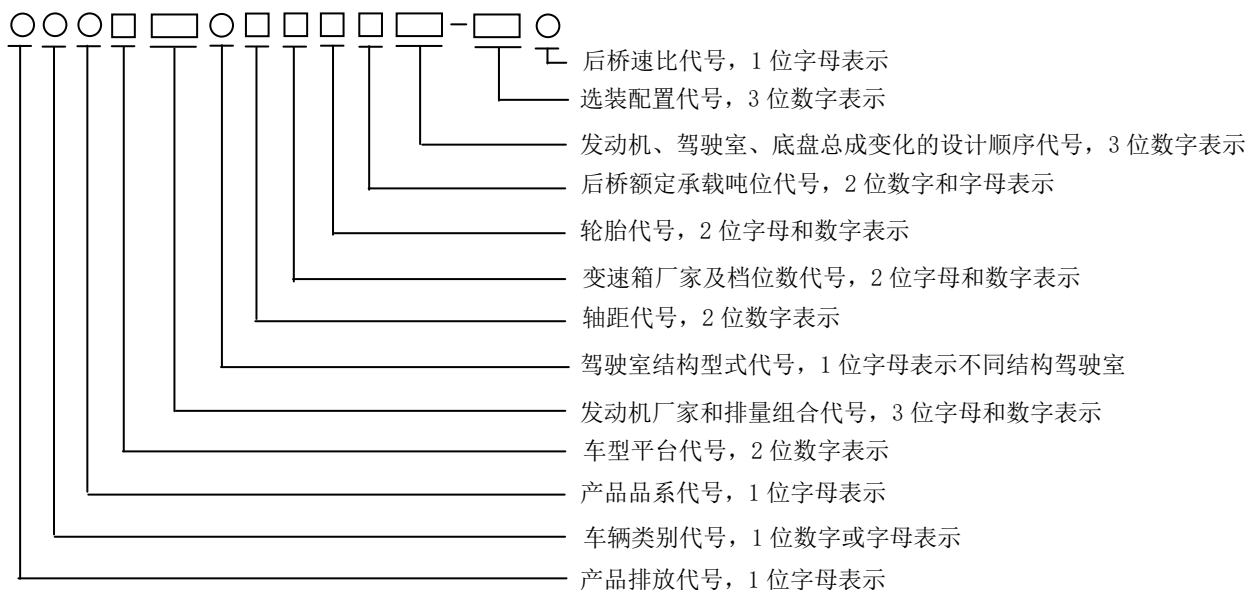 后桥速比代号，1 位字母表示
选装配置代号，3 位数字表示
发动机、驾驶室、底盘总成变化的设计顺序代号，3 位数字表示
后桥额定承载吨位代号，2 位数字和字母表示
轮胎代号，2 位字母和数字表示
变速箱厂家及档位数代号，2 位字母和数字表示
轴距代号，2 位数字表示
驾驶室结构型式代号，1 位字母表示不同结构驾驶室
发动机厂家和排量组合代号，3 位字母和数字表示
车型平台代号，2 位数字表示
产品品系代号，1 位字母表示
车辆类别代号，1 位数字或字母表示
产品排放代号，1 位字母表示